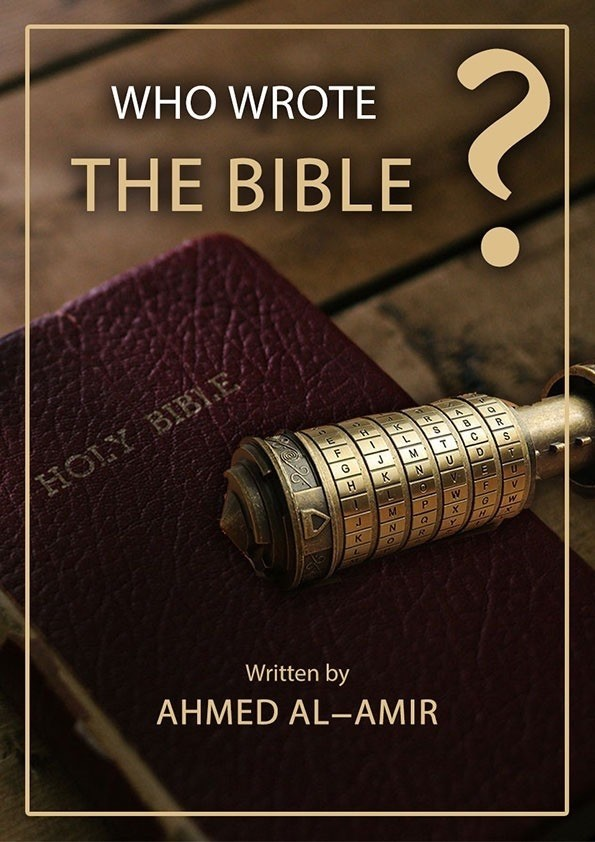 WHO WROTE
THE BIBLE
?
HOLY BIBLE
Written by
AHMED AL–AMIR